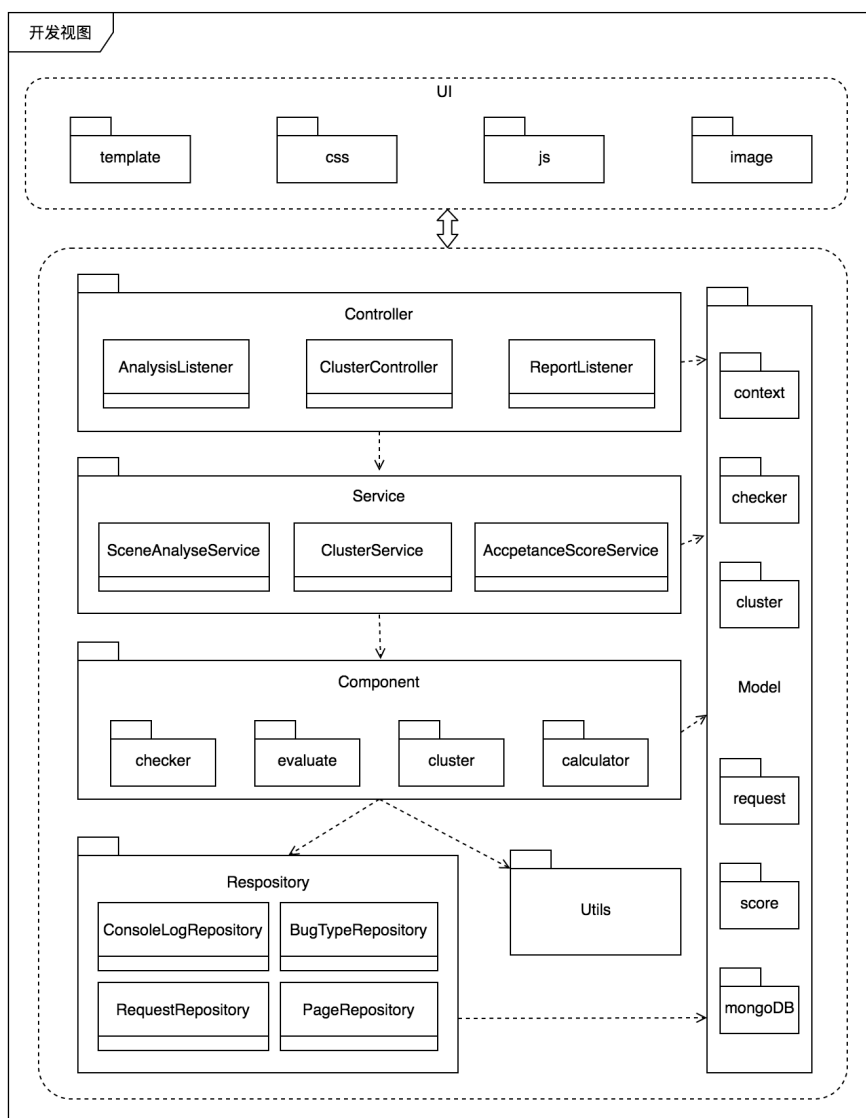 开发视图
UI
template
css
js
image
Controller
AnalysisListener
ClusterController
ReportListener
Service
SceneAnalyseService
ClusterService
AccpetanceScoreService
Component
checker
evaluate
cluster
calculator
Respository
ConsoleLogRepository
BugTypeRepository
RequestRepository
PageRepository
Utils
context
checker
cluster
Model
request
score
mongoDB